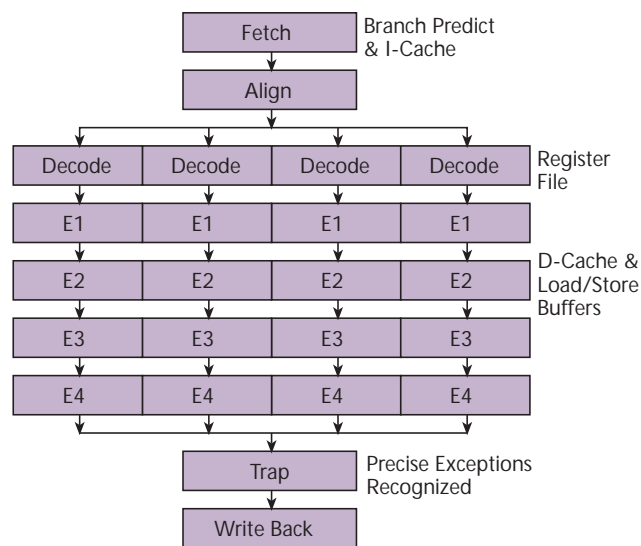 Fetch
Branch Predict
& I-Cache
Align
Decode Decode Decode Decode
Register
File
E1 E1 E1 E1
E2 E2 E2 E2
D-Cache &
Load/Store
Buffers
E3 E3 E3 E3
E4 E4 E4 E4
Trap
Precise Exceptions
Recognized
Write Back